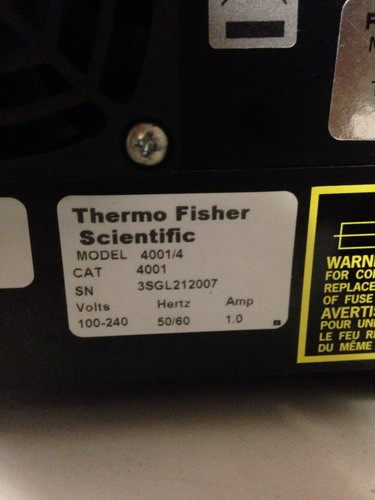 Thermo Fisher
Scientific
MODEL 4001/4
CAT 4001
SN 3SGL212007
Volts Hertz Amp
100-240 50/60 1.0
WARN
FOR CO
REPLACE
OF FUSE
AVERTIS
POUR UN
LE FEU RE
DU MÊME